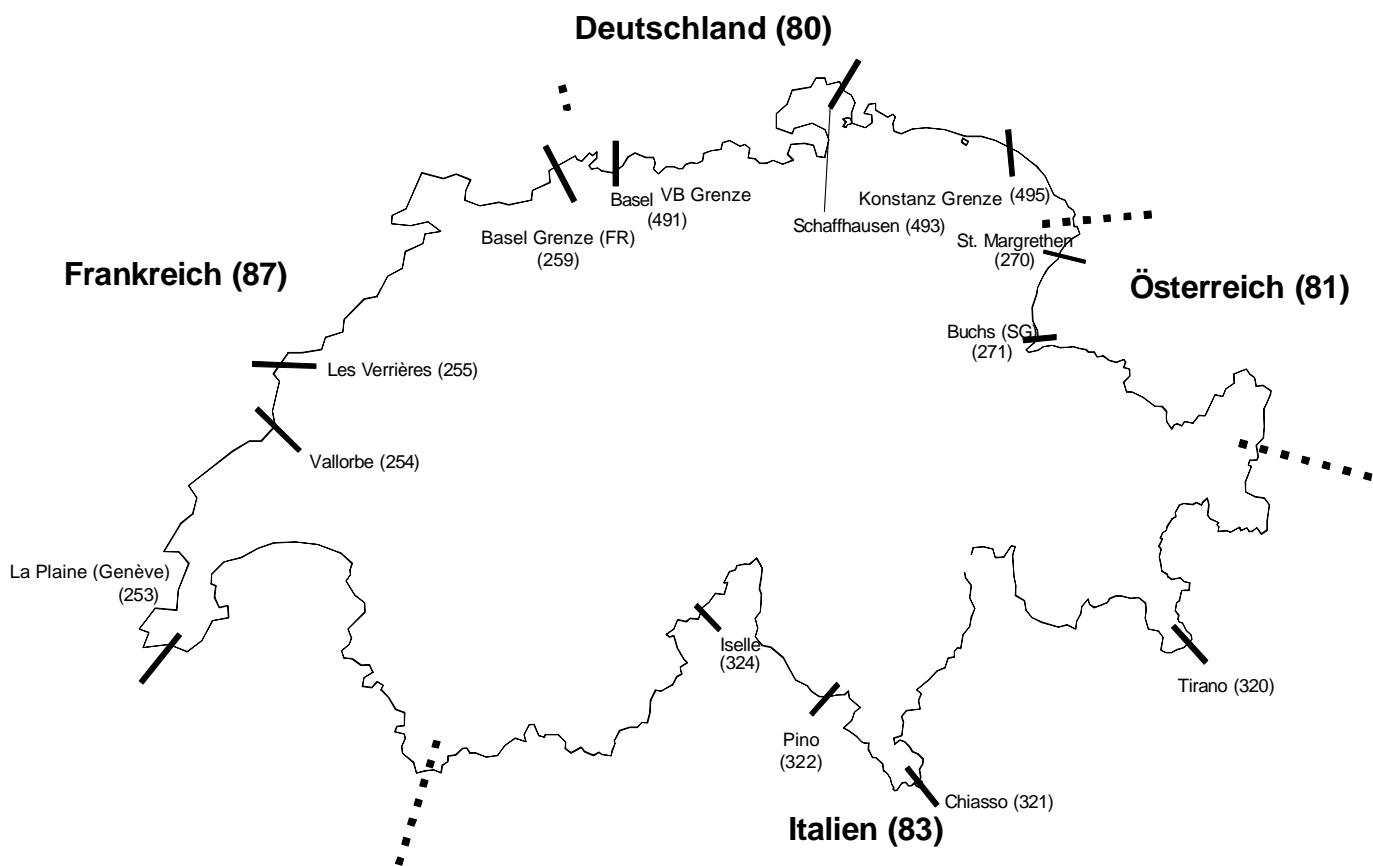 Deutschland (80)
Basel VB Grenze
(491)
Konstanz Grenze (495)
Schaffhausen (493)
Basel Grenze (FR)
(259)
St. Margrethen
(270)
Frankreich (87)
Österreich (81)
Buchs (SG)
(271)
Les Verrières (255)
Vallorbe (254)
La Plaine (Genève)
(253)
Iselle
(324)
Tirano (320)
Pino
(322)
Chiasso (321)
Italien (83)